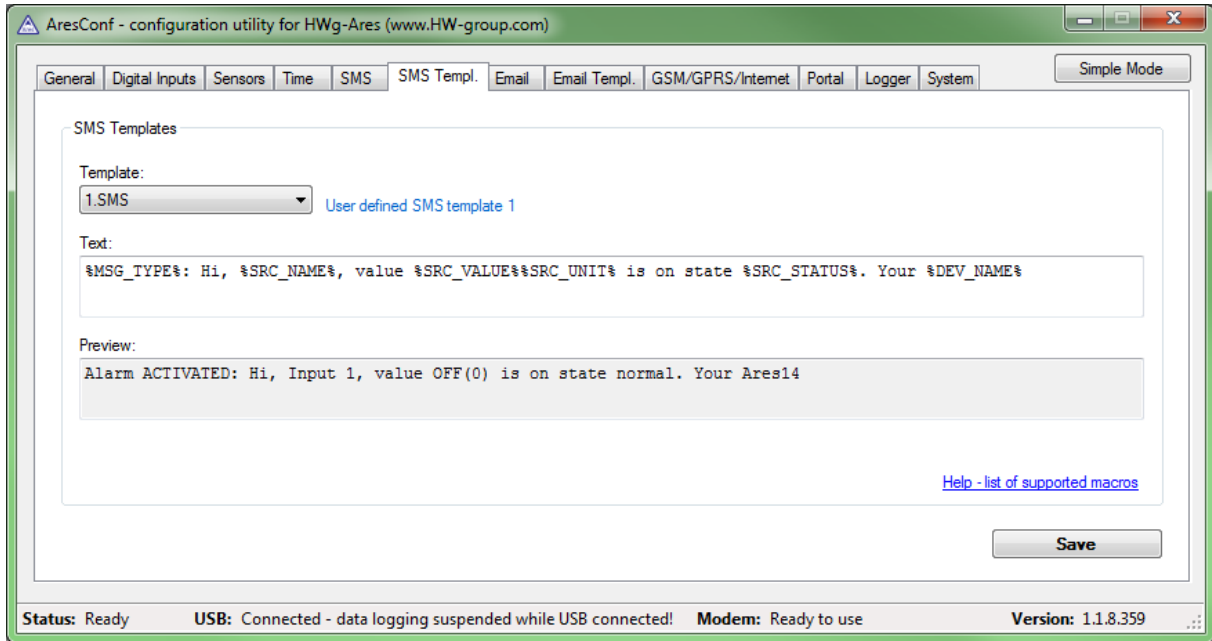 AresConf - configuration utility for HWg-Ares (www.HW-group.com)
General Digital Inputs Sensors Time SMS SMS Templ. Email Email Templ. GSM/GPRS/Internet Portal Logger System Simple Mode
SMS Templates
Template:
1.SMS User defined SMS template 1
Text:
%MSG_TYPE%: Hi, %SRC_NAME%, value %SRC_VALUE%%SRC_UNIT% is on state %SRC_STATUS%. Your %DEV_NAME%
Preview:
Alarm ACTIVATED: Hi, Input 1, value OFF(0) is on state normal. Your Ares14
Help - list of supported macros
Save
Status: Ready USB: Connected - data logging suspended while USB connected! Modem: Ready to use Version: 1.1.8.359